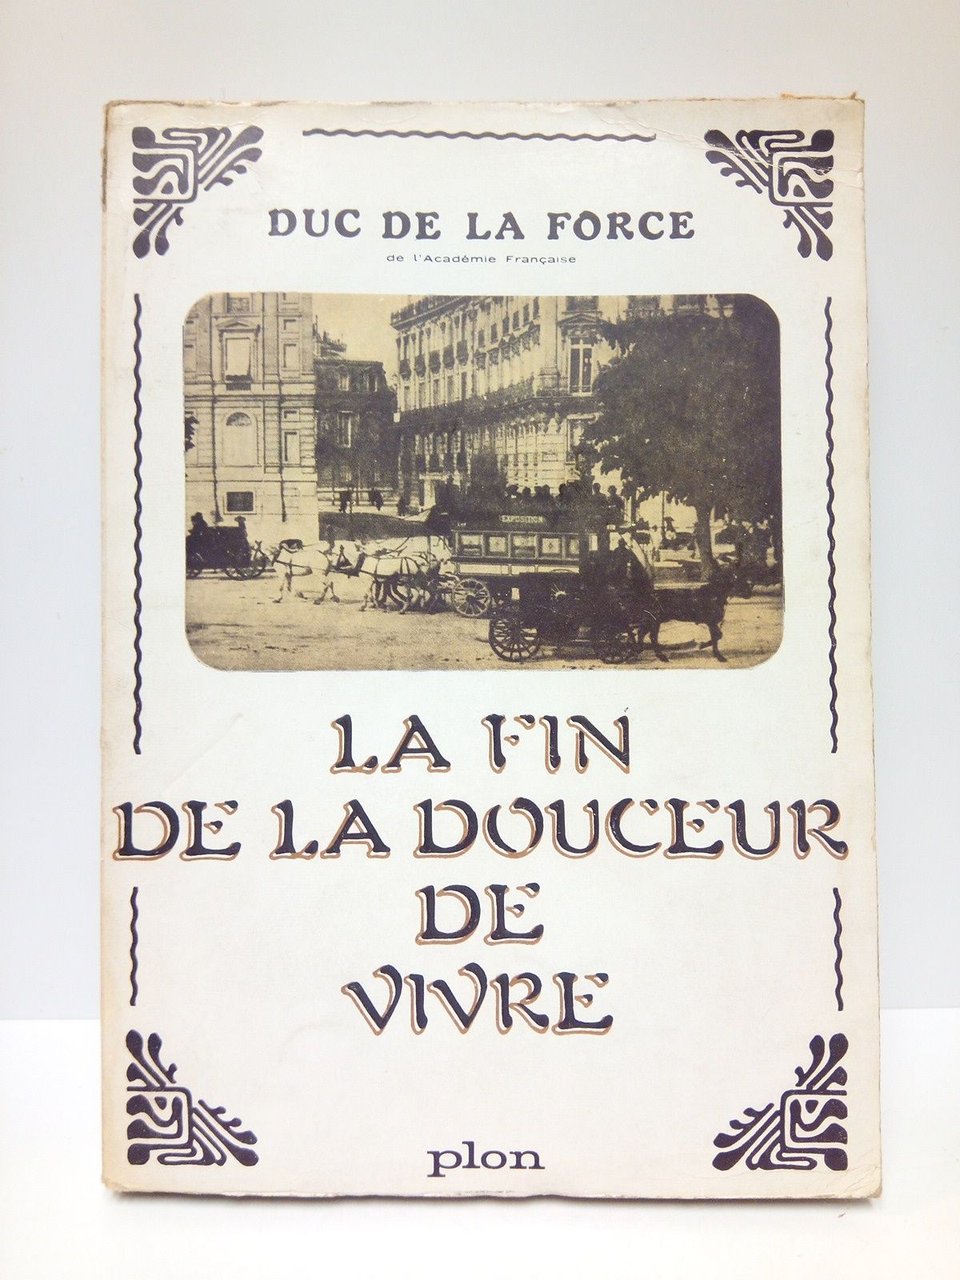 DUC DE LA FORCE
de l'Académie Française
EXPOSITION
LA FIN
DE LA DOUCEUR
DE
VIVRE
plon